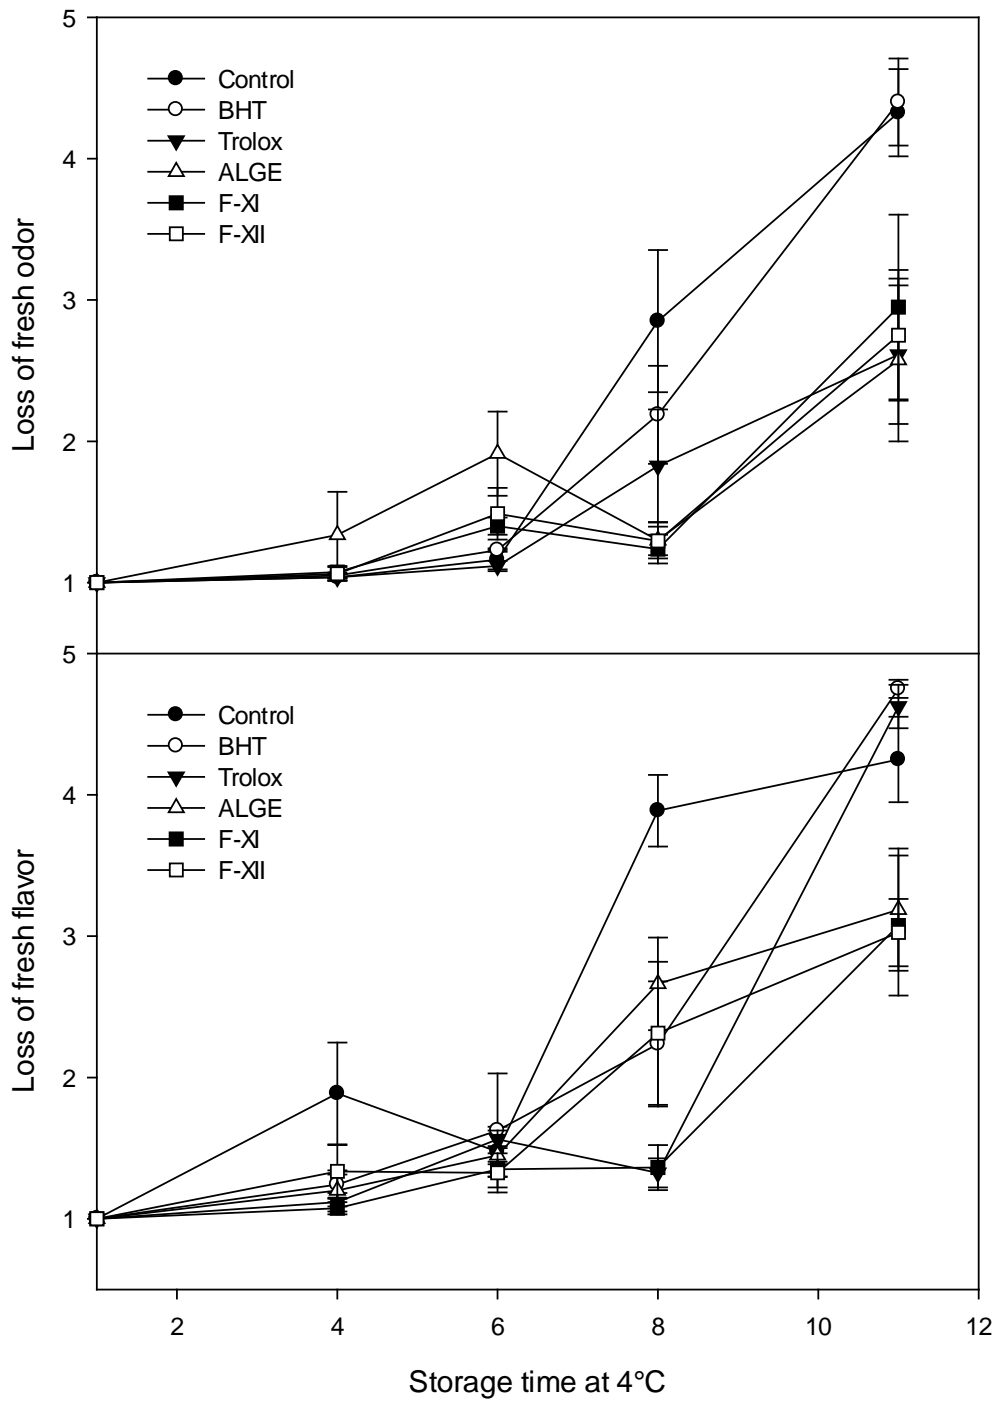 5
4
3
2
1
Loss of fresh odor
Control
BHT
Trolox
ALGE
F-XI
F-XII
5
4
3
2
1
Loss of fresh flavor
Control
BHT
Trolox
ALGE
F-XI
F-XII
2 4 6 8 10 12
Storage time at 4°C